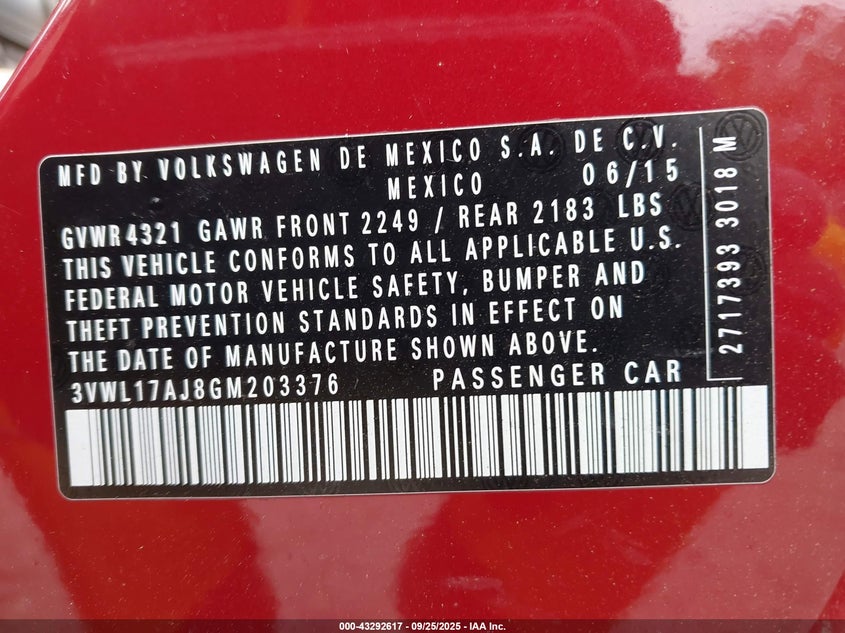 MFD BY VOLKSWAGEN DE MEXICO S.A. DE C.V.
MEXICO 06/15
GVWR 4321 GAWR FRONT 2249 / REAR 2183 LBS
THIS VEHICLE CONFORMS TO ALL APPLICABLE U.S.
FEDERAL MOTOR VEHICLE SAFETY, BUMPER AND
THEFT PREVENTION STANDARDS IN EFFECT ON
THE DATE OF MANUFACTURE SHOWN ABOVE.
3VWL17AJ8GM203376 PASSENGER CAR
2717393 3018 M
000-43292617 - 09/25/2025 - IAA Inc.